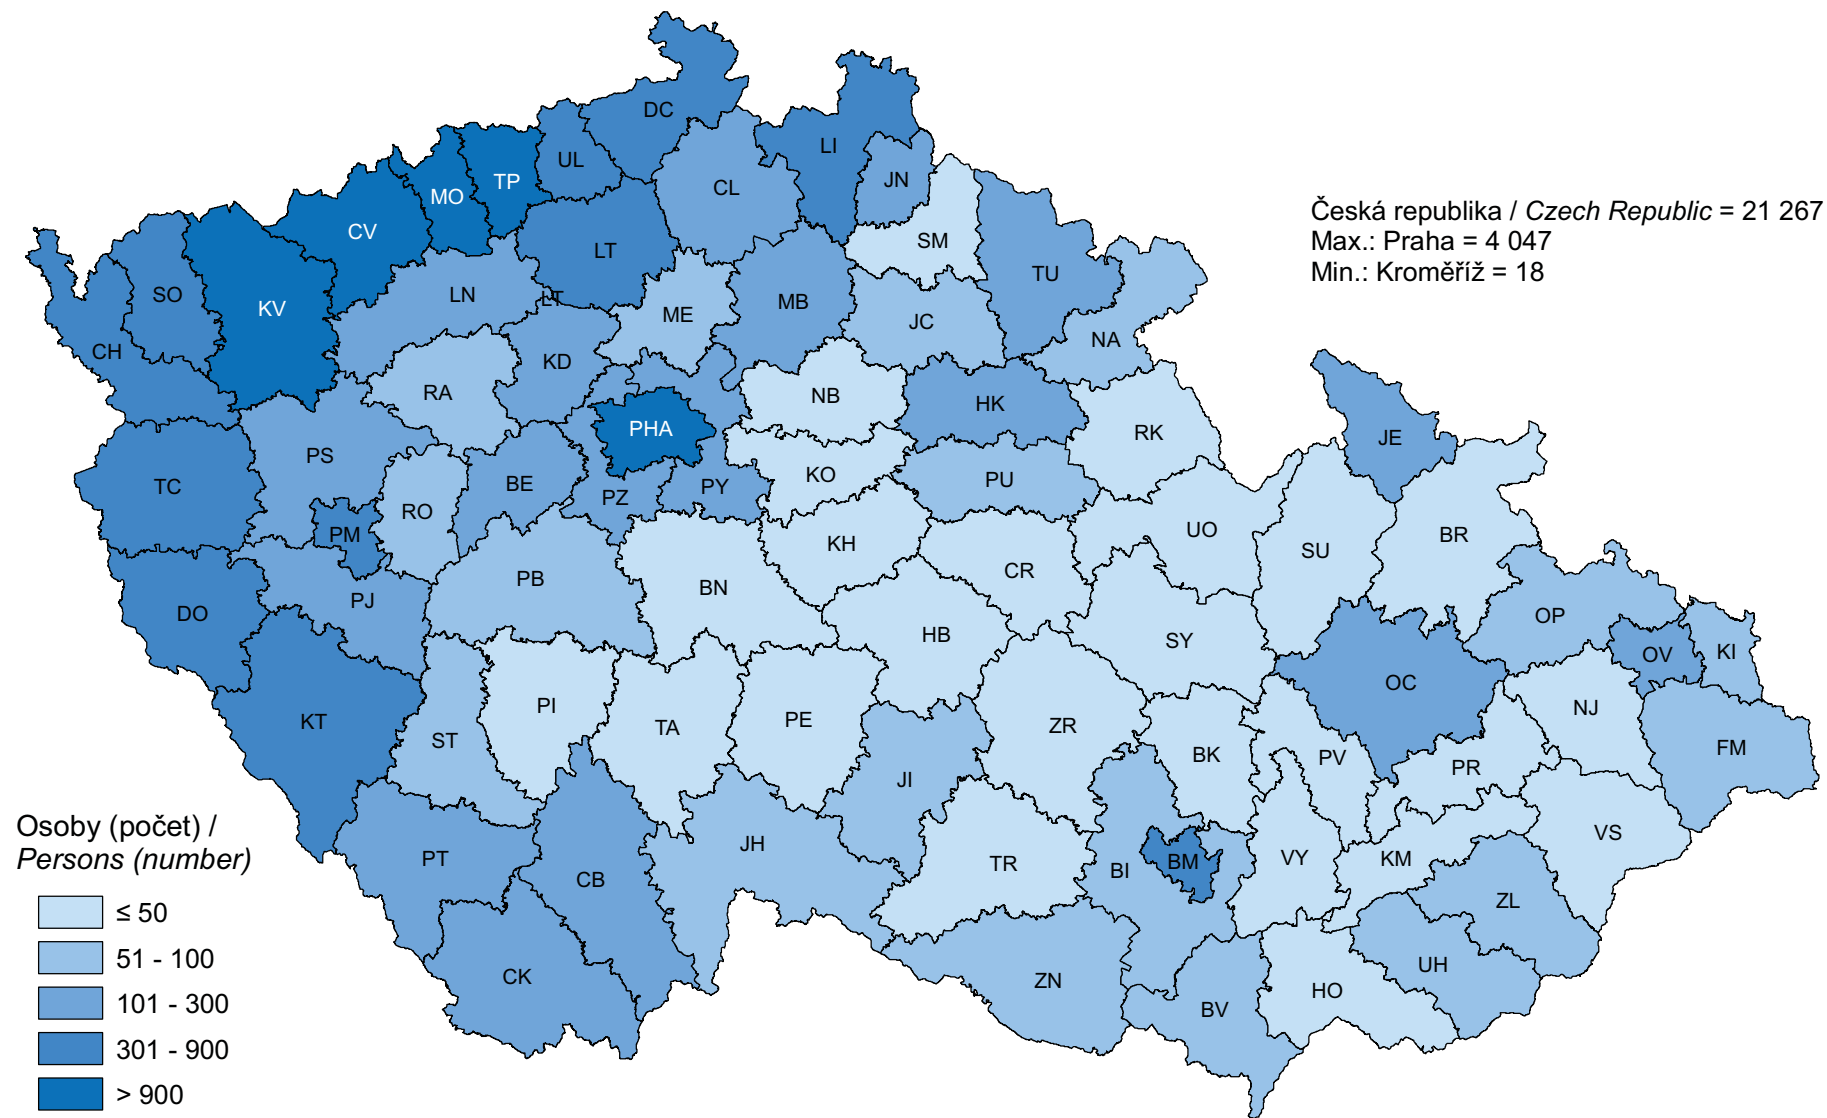 DC
LI
UL
JN
TP
CL
MO
CV
SM
LT
TU
SO
KV
LN
LT
ME
MB
JC
NA
CH
KD
RA
NB
HK
PHA
RK
JE
PS
TC
BE
KO
PU
PY
PZ
RO
PM
UO
BR
KH
SU
CR
PB
BN
PJ
DO
OP
HB
SY
KI
OV
OC
PI
NJ
KT
TA
PE
ZR
ST
BK
PV
FM
PR
JI
VS
JH
PT
TR
BI
BM
VY
KM
CB
ZL
UH
CK
ZN
HO
BV
Česká republika / Czech Republic = 21 267
Max.: Praha = 4 047
Min.: Kroměříž = 18
Osoby (počet) /
Persons (number)
≤ 50
51 - 100
101 - 300
301 - 900
> 900